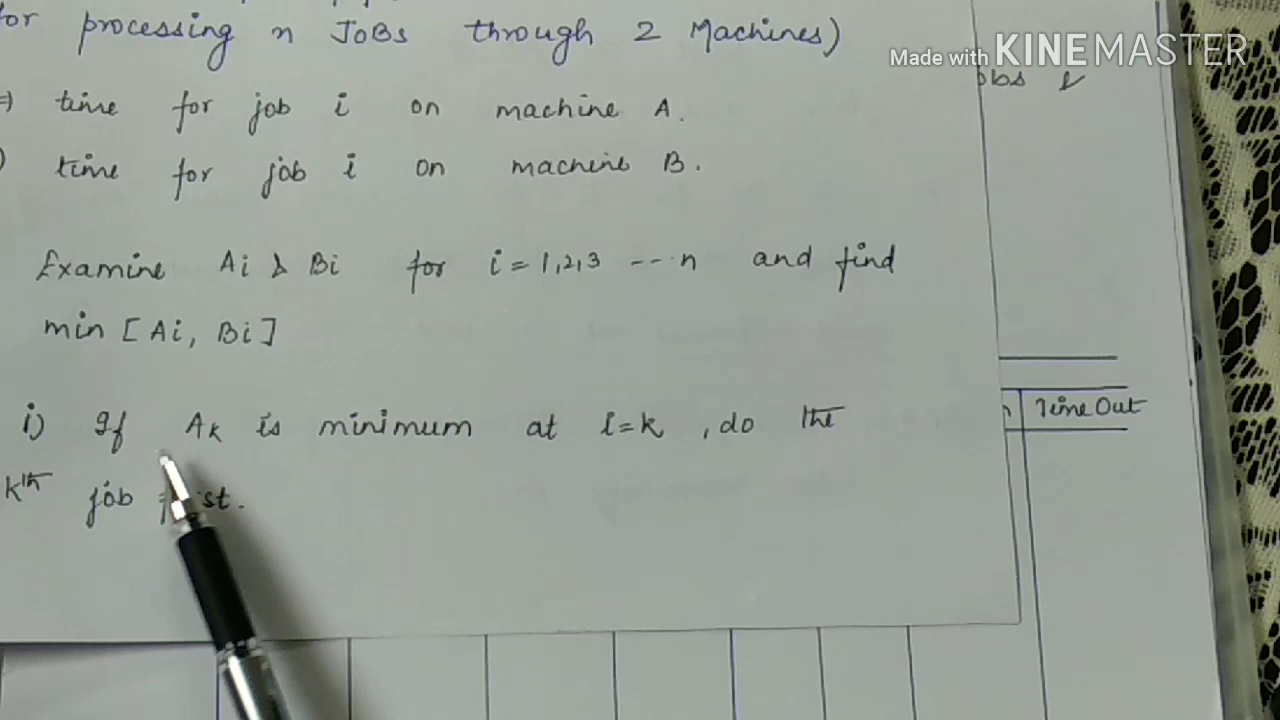 for processing n JOBS through 2 Machines)
Made with KINEMASTER
=) time for job i on machine A.
) time for job i on machine B.
Examine Ai & Bi for i = 1,2,3 --- n and find
min [Ai, Bi]
i) If AK is minimum at i=k, do the
Kth job
Time Out